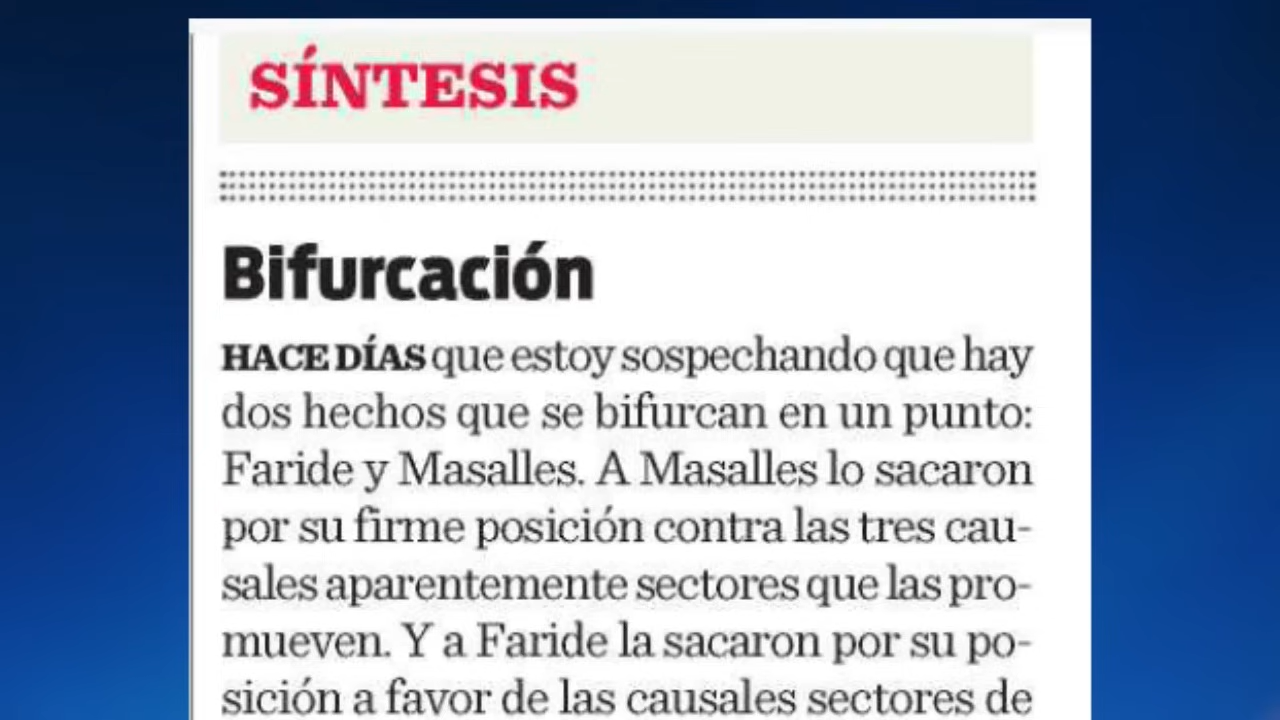 SÍNTESIS
Bifurcación
HACE DÍAS que estoy sospechando que hay
dos hechos que se bifurcan en un punto:
Faride y Masalles. A Masalles lo sacaron
por su firme posición contra las tres cau-
sales aparentemente sectores que las pro-
mueven. Y a Faride la sacaron por su po-
sición a favor de las causales sectores de